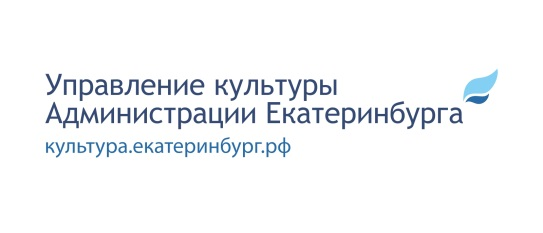 Управление культуры
Администрации Екатеринбурга
культура.екатеринбург.рф